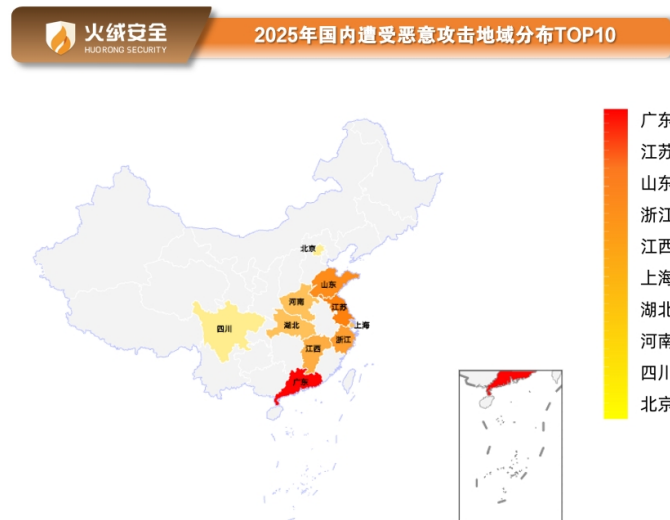 火绒安全
HUORONG SECURITY
2025年国内遭受恶意攻击地域分布TOP10
广东
江苏
山东
浙江
江西
上海
湖北
河南
四川
北京
北京
山东
河南
江苏
湖北
上海
四川
浙江
江西
广东